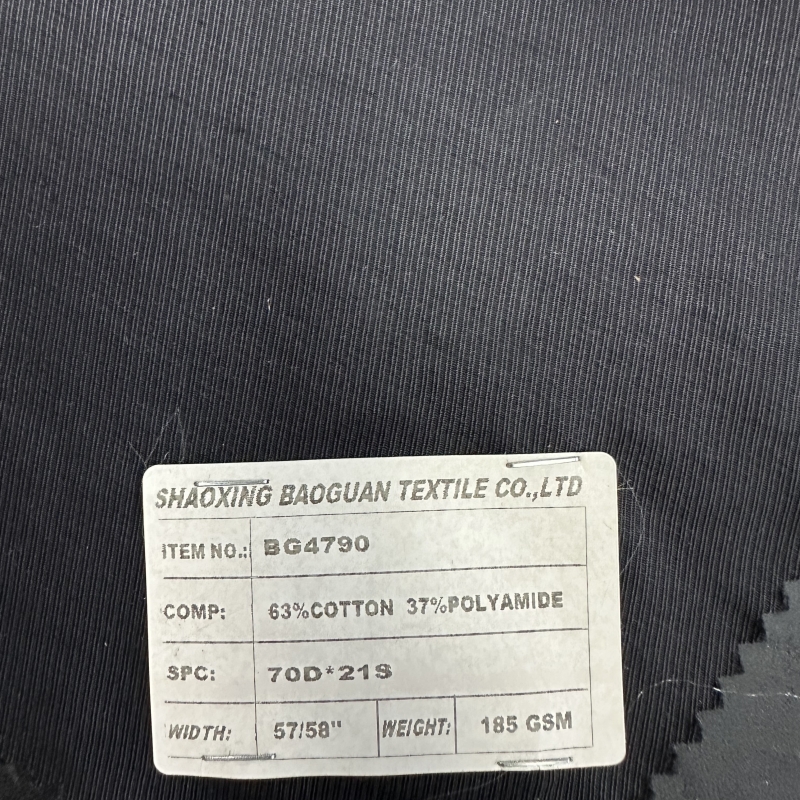 SHAOXING BAOGUAN TEXTILE CO.,LTD
ITEM NO.: BG4790
COMP: 63%COTTON 37%POLYAMIDE
SPC: 70D*21S
WIDTH: 57/58" WEIGHT: 185 GSM